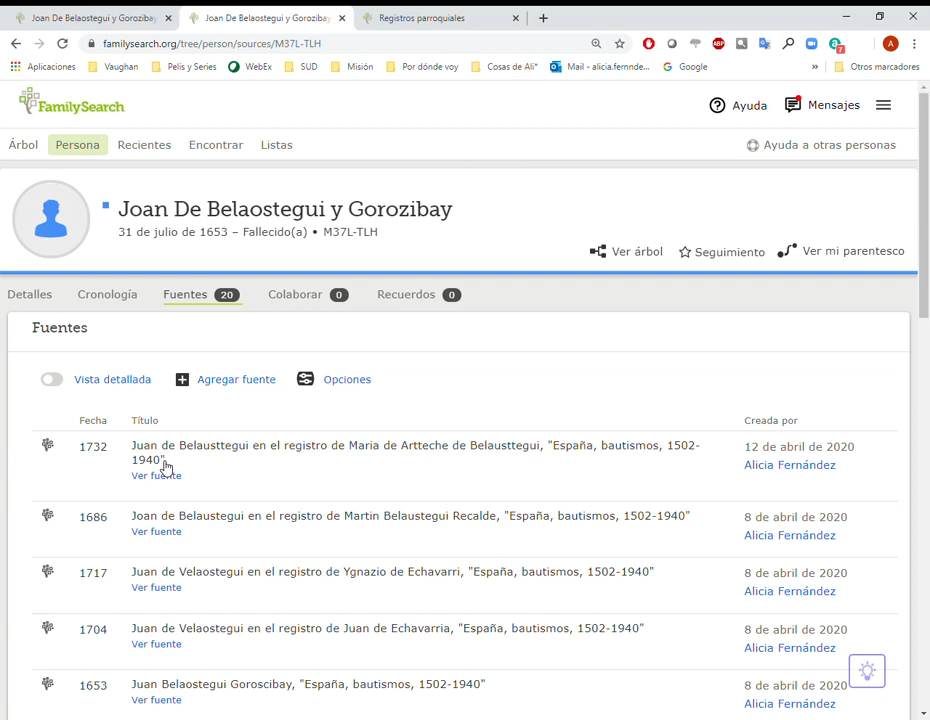 Joan De Belaostegui y Gorozibay
Joan De Belaostegui y Gorozibay
Registros parroquiales
familysearch.org/tree/person/sources/M37L-TLH
ABP
7
A
Aplicaciones
Vaughan
Pelis y Series
WebEx
SUD
Misión
Por dónde voy
Cosas de Ali*
Mail - alicia.fernnde...
Google
»
Otros marcadores
FamilySearch
Ayuda
Mensajes
Árbol
Persona
Recientes
Encontrar
Listas
Ayuda a otras personas
Joan De Belaostegui y Gorozibay
31 de julio de 1653 – Fallecido(a) • M37L-TLH
Ver árbol
Seguimiento
Ver mi parentesco
Detalles
Cronología
Fuentes 20
Colaborar 0
Recuerdos 0
Fuentes
Vista detallada
Agregar fuente
Opciones
Fecha
Título
Creada por
1732
Juan de Belausttegui en el registro de Maria de Artteche de Belausttegui, "España, bautismos, 1502-
1940"
Ver fuente
12 de abril de 2020
Alicia Fernández
1686
Joan de Belaustegui en el registro de Martin Belaustegui Recalde, "España, bautismos, 1502-1940"
Ver fuente
8 de abril de 2020
Alicia Fernández
1717
Juan de Velaostegui en el registro de Ygnazio de Echavarri, "España, bautismos, 1502-1940"
Ver fuente
8 de abril de 2020
Alicia Fernández
1704
Juan de Velaostegui en el registro de Juan de Echavarria, "España, bautismos, 1502-1940"
Ver fuente
8 de abril de 2020
Alicia Fernández
1653
Juan Belaostegui Goroscibay, "España, bautismos, 1502-1940"
Ver fuente
8 de abril de 2020
Alicia Fernández